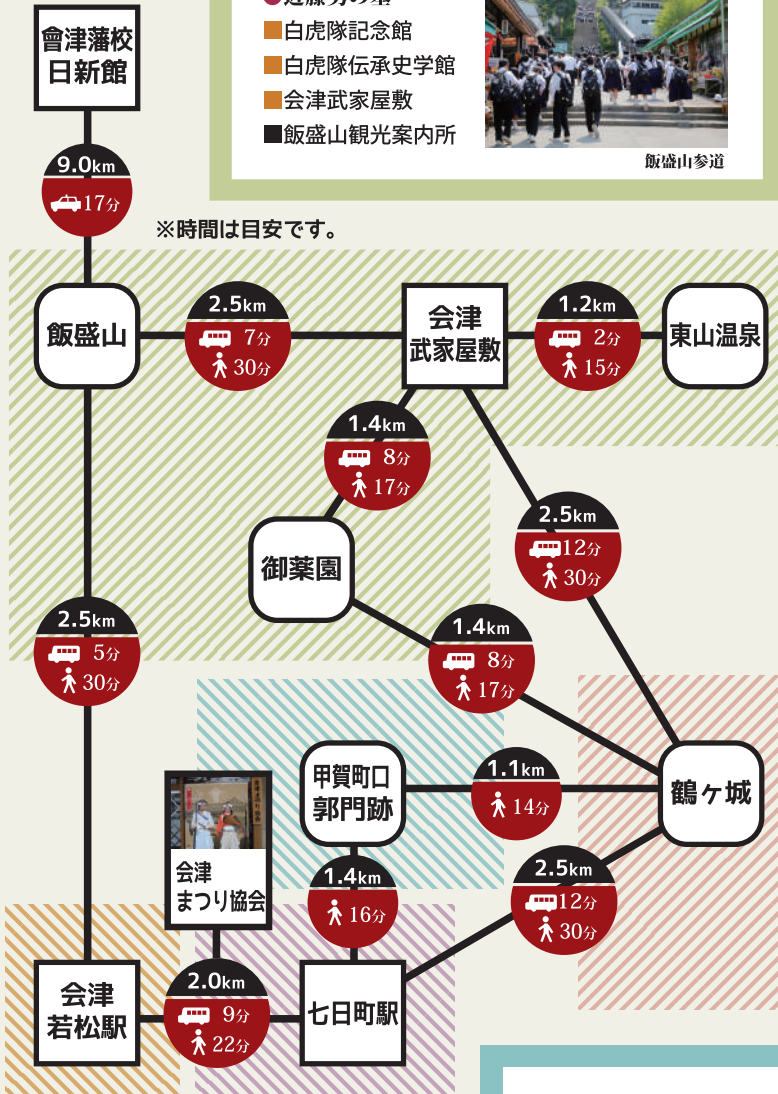 近藤勇の墓
白虎隊記念館
白虎隊伝承史学館
会津武家屋敷
飯盛山観光案内所
飯盛山参道
會津藩校
日新館
9.0km
17分
※時間は目安です。
飯盛山
2.5km
7分
30分
会津
武家屋敷
1.2km
2分
15分
東山温泉
1.4km
8分
17分
御薬園
2.5km
12分
30分
2.5km
5分
30分
1.4km
8分
17分
甲賀町口
郭門跡
1.1km
14分
鶴ヶ城
会津
まつり協会
1.4km
16分
2.5km
12分
30分
会津
若松駅
2.0km
9分
22分
七日町駅